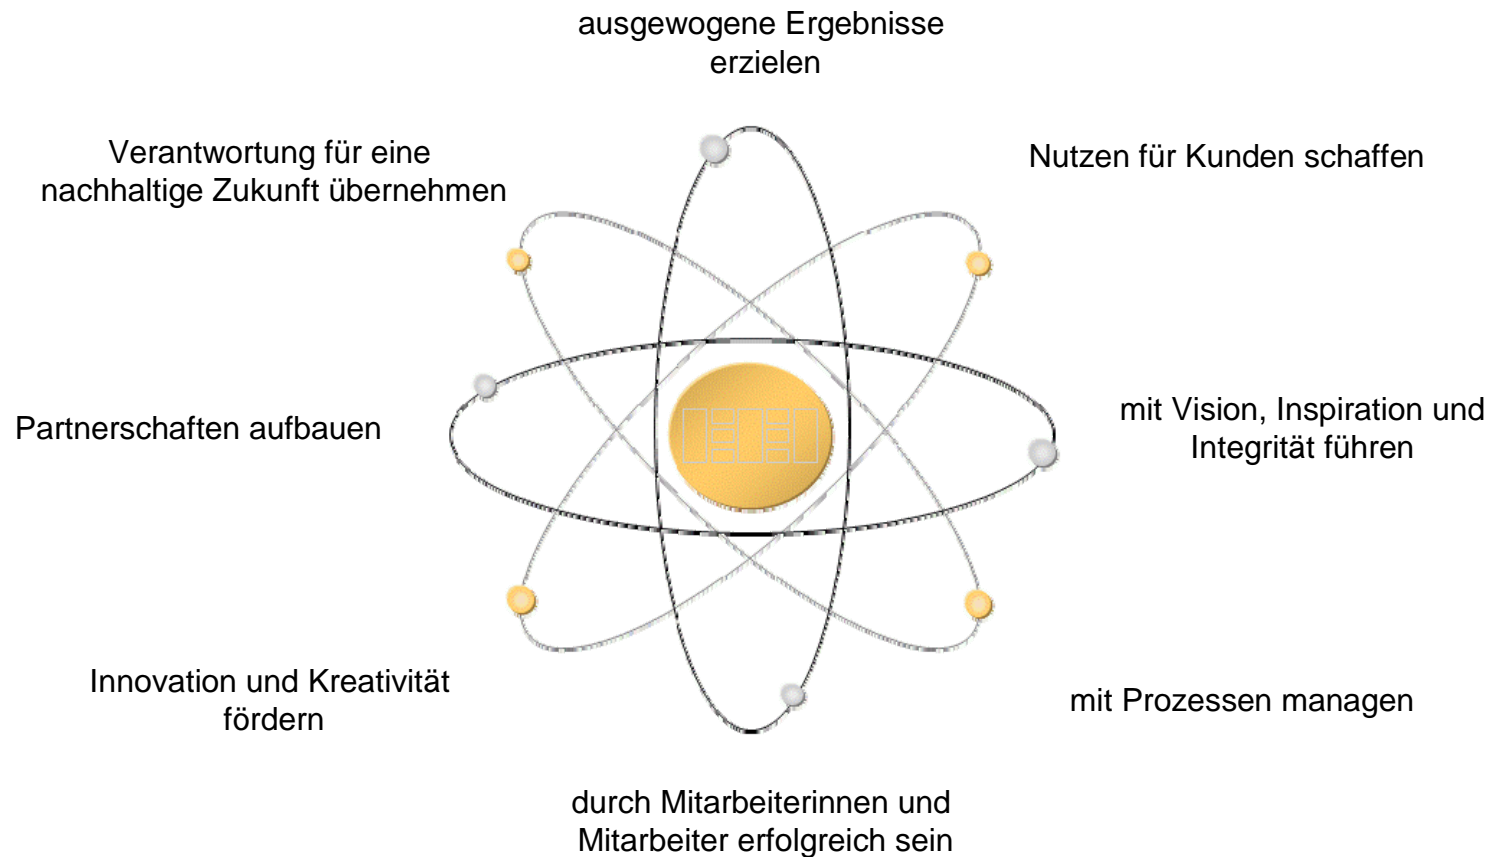 ausgewogene Ergebnisse
erzielen
Verantwortung für eine
nachhaltige Zukunft übernehmen
Nutzen für Kunden schaffen
Partnerschaften aufbauen
mit Vision, Inspiration und
Integrität führen
Innovation und Kreativität
fördern
mit Prozessen managen
durch Mitarbeiterinnen und
Mitarbeiter erfolgreich sein